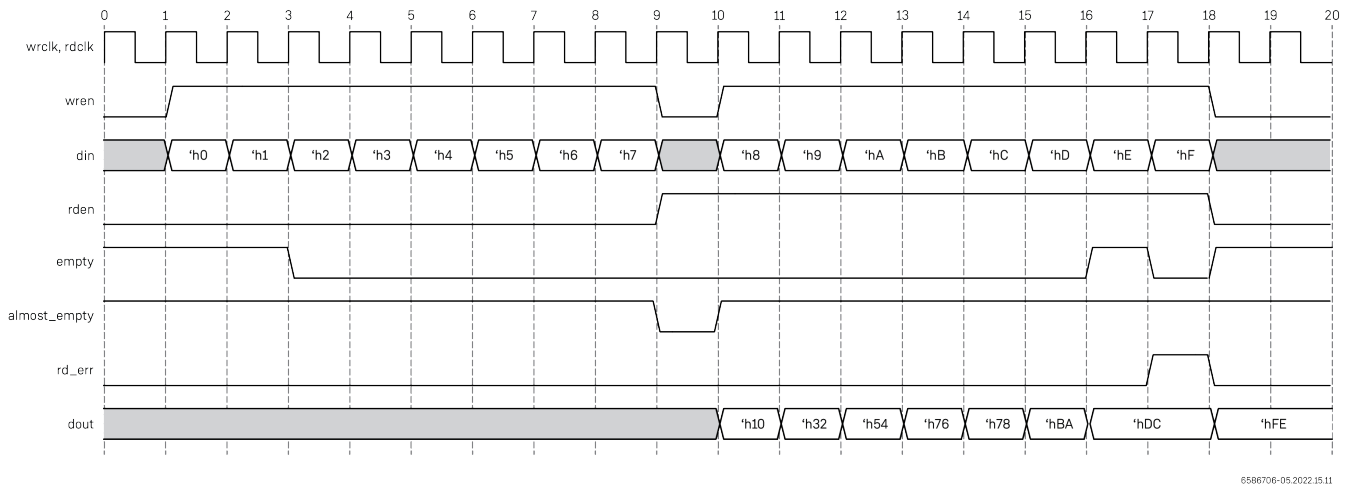 0 1 2 3 4 5 6 7 8 9 10 11 12 13 14 15 16 17 18 19 20
wrclk, rdclk
wren
din ‘h0 ‘h1 ‘h2 ‘h3 ‘h4 ‘h5 ‘h6 ‘h7 ‘h8 ‘h9 ‘hA ‘hB ‘hC ‘hD ‘hE ‘hF
rden
empty
almost_empty
rd_err
dout ‘h10 ‘h32 ‘h54 ‘h76 ‘h78 ‘hBA ‘hDC ‘hFE
6586706-05.2022.15.11